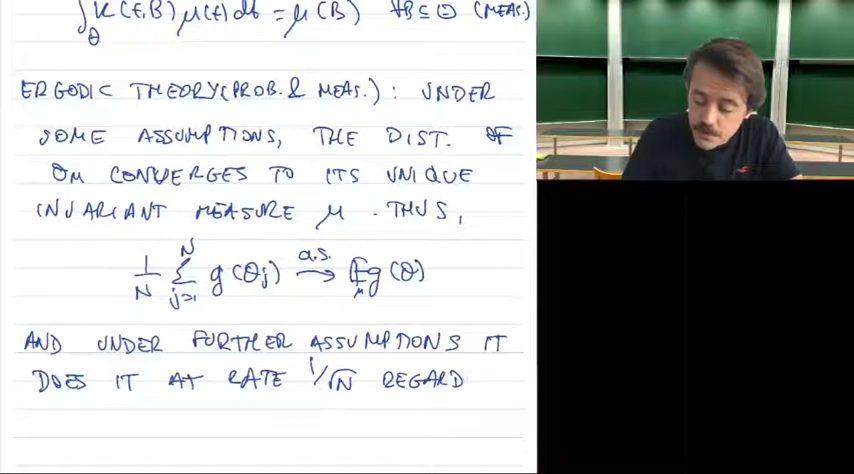 ∫_Θ K(t,B) μ(t) dt = μ(B) ∀B ⊆ Θ (MEAS.)
ERGODIC THEORY (PROB. & MEAS.) : UNDER
SOME ASSUMPTIONS, THE DIST. OF
ϑM CONVERGES TO ITS UNIQUE
INVARIANT MEASURE μ. THUS,
1/N ∑_{j=1}^N g(ϑj) →^{a.s.} E_μ g(ϑ)
AND UNDER FURTHER ASSUMPTIONS IT
DOES IT AT RATE 1/√N REGARD